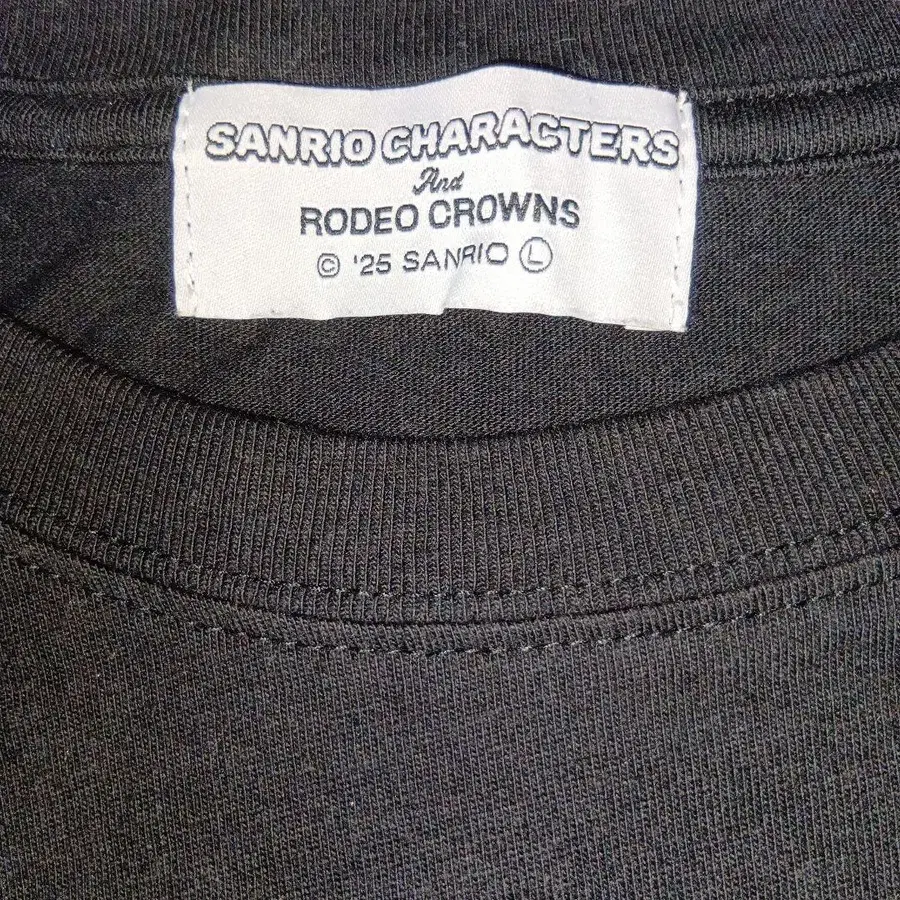 SANRIO CHARACTERS
And
RODEO CROWNS
© '25 SANRIO Ⓛ